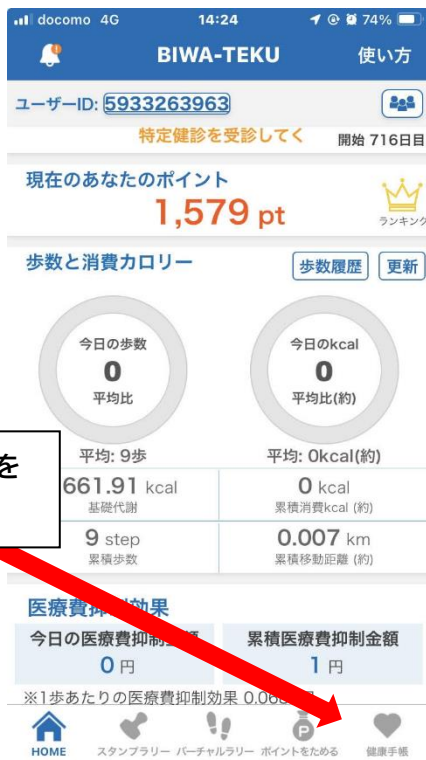 docomo 4G 14:24 74%
BIWA-TEKU 使い方
ユーザーID: 5933263963
特定健診を受診してく 開始 716日目
現在のあなたのポイント
1,579 pt
ランキング
歩数と消費カロリー 歩数履歴 更新
今日の歩数 今日のkcal
0 0
平均比 平均比(約)
平均: 9歩 平均: 0kcal(約)
を
661.91 kcal 0 kcal
基礎代謝 累積消費kcal (約)
9 step 0.007 km
累積歩数 累積移動距離 (約)
医療費抑制効果
今日の医療費抑制金額 累積医療費抑制金額
0 円 1 円
※1歩あたりの医療費抑制効果
HOME スタンプラリー バーチャルラリー ポイントをためる 健康手帳